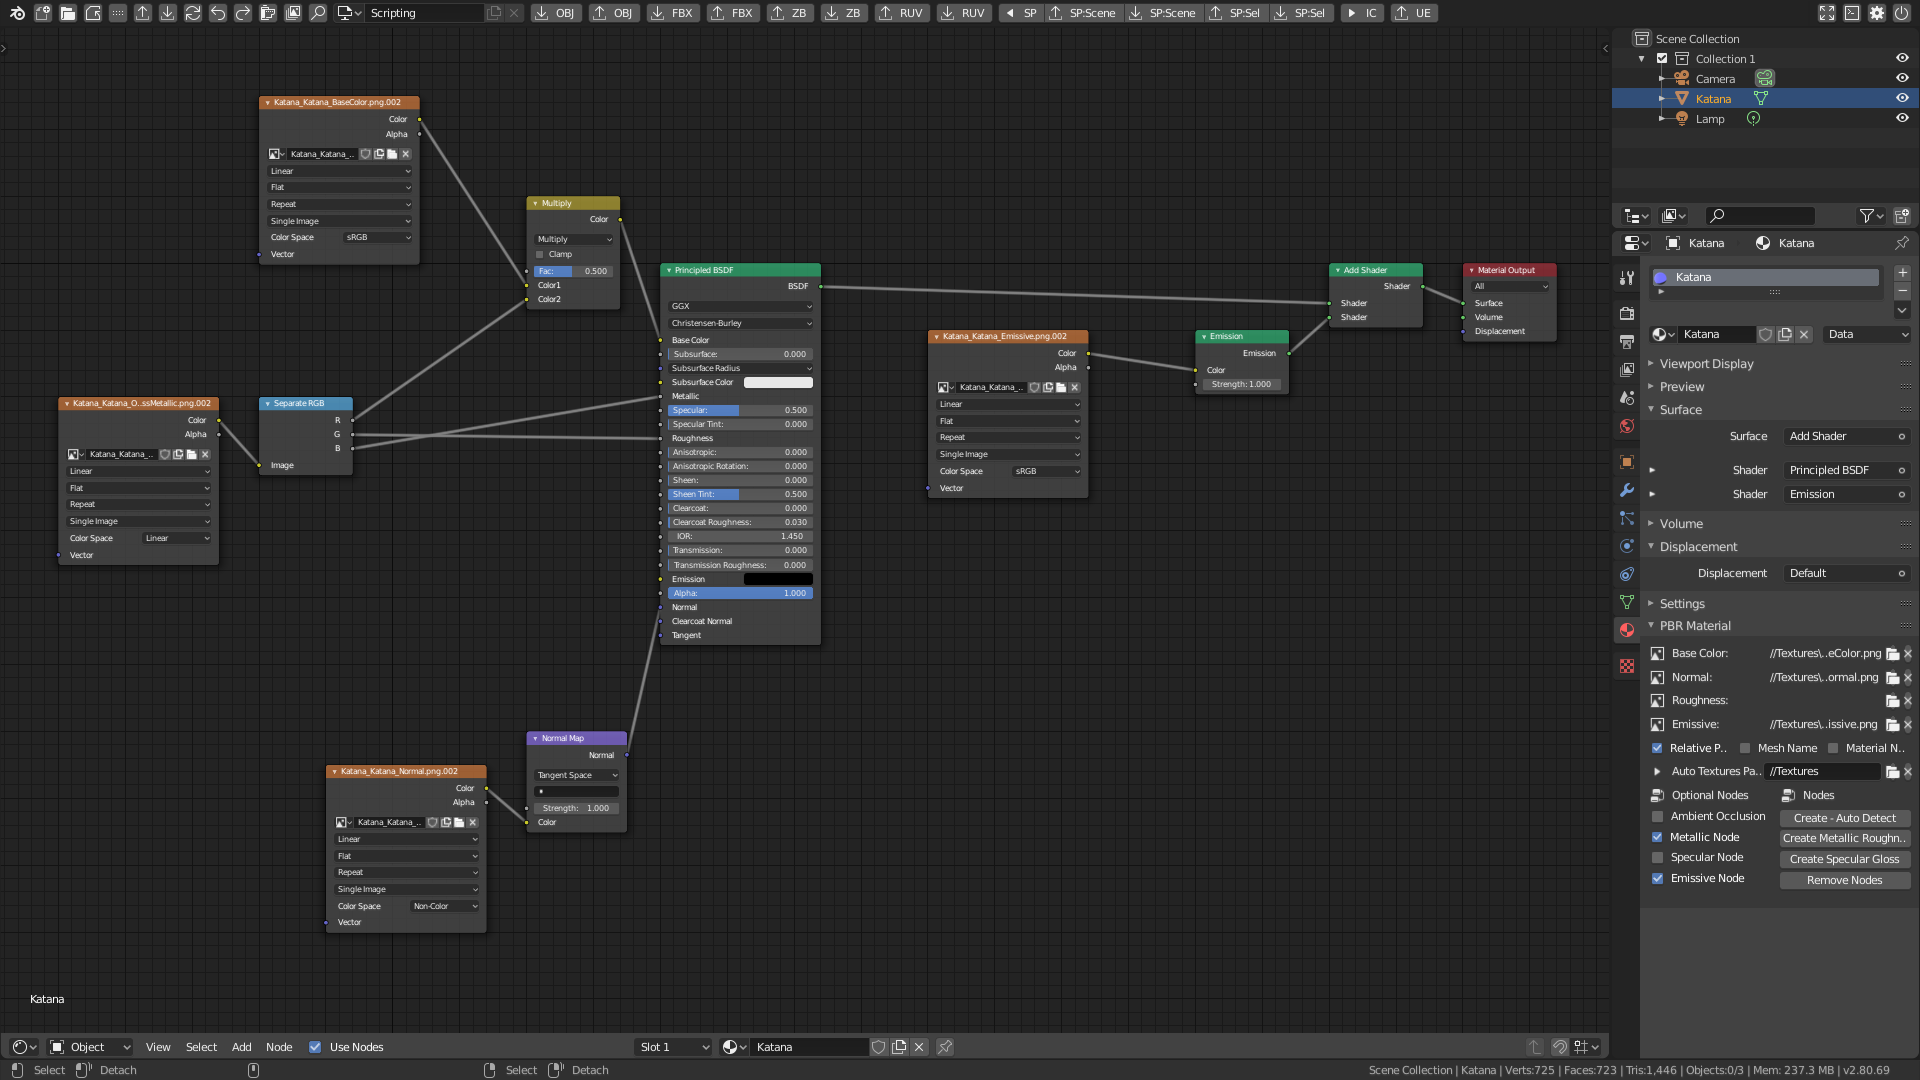 Scripting
OBJ
OBJ
FBX
FBX
ZB
ZB
RUV
RUV
SP
SP:Scene
SP:Scene
SP:Sel
SP:Sel
IC
UE
Katana_Katana_BaseColor.png.002
Color
Alpha
Katana_Katana_..
Linear
Flat
Repeat
Single Image
Color Space sRGB
Vector
Multiply
Color
Multiply
Clamp
Fac: 0.500
Color1
Color2
Katana_Katana_O..ssMetallic.png.002
Color
Alpha
Katana_Katana_..
Linear
Flat
Repeat
Single Image
Color Space Linear
Vector
Separate RGB
R
G
B
Image
Principled BSDF
BSDF
GGX
Christensen-Burley
Base Color
Subsurface: 0.000
Subsurface Radius
Subsurface Color
Metallic
Specular: 0.500
Specular Tint: 0.000
Roughness
Anisotropic: 0.000
Anisotropic Rotation: 0.000
Sheen: 0.000
Sheen Tint: 0.500
Clearcoat: 0.000
Clearcoat Roughness: 0.030
IOR: 1.450
Transmission: 0.000
Transmission Roughness: 0.000
Emission
Alpha: 1.000
Normal
Clearcoat Normal
Tangent
Katana_Katana_Emissive.png.002
Color
Alpha
Katana_Katana_..
Linear
Flat
Repeat
Single Image
Color Space sRGB
Vector
Emission
Emission
Color
Strength: 1.000
Add Shader
Shader
Shader
Shader
Material Output
All
Surface
Volume
Displacement
Katana_Katana_Normal.png.002
Color
Alpha
Katana_Katana_..
Linear
Flat
Repeat
Single Image
Color Space Non-Color
Vector
Normal Map
Normal
Tangent Space
Strength: 1.000
Color
Katana
Object
View
Select
Add
Node
Use Nodes
Slot 1
Katana
Select
Detach
Select
Detach
Scene Collection | Katana | Verts:725 | Faces:723 | Tris:1,446 | Objects:0/3 | Mem: 237.3 MB | v2.80.69
Scene Collection
Collection 1
Camera
Katana
Lamp
Katana
Katana
Katana
Katana
Data
Viewport Display
Preview
Surface
Surface Add Shader
Shader Principled BSDF
Shader Emission
Volume
Displacement
Displacement Default
Settings
PBR Material
Base Color: //Textures\..eColor.png
Normal: //Textures\..ormal.png
Roughness:
Emissive: //Textures\..issive.png
Relative P.. Mesh Name Material N..
Auto Textures Pa.. //Textures
Optional Nodes Nodes
Ambient Occlusion Create - Auto Detect
Metallic Node Create Metallic Roughn..
Specular Node Create Specular Gloss
Emissive Node Remove Nodes